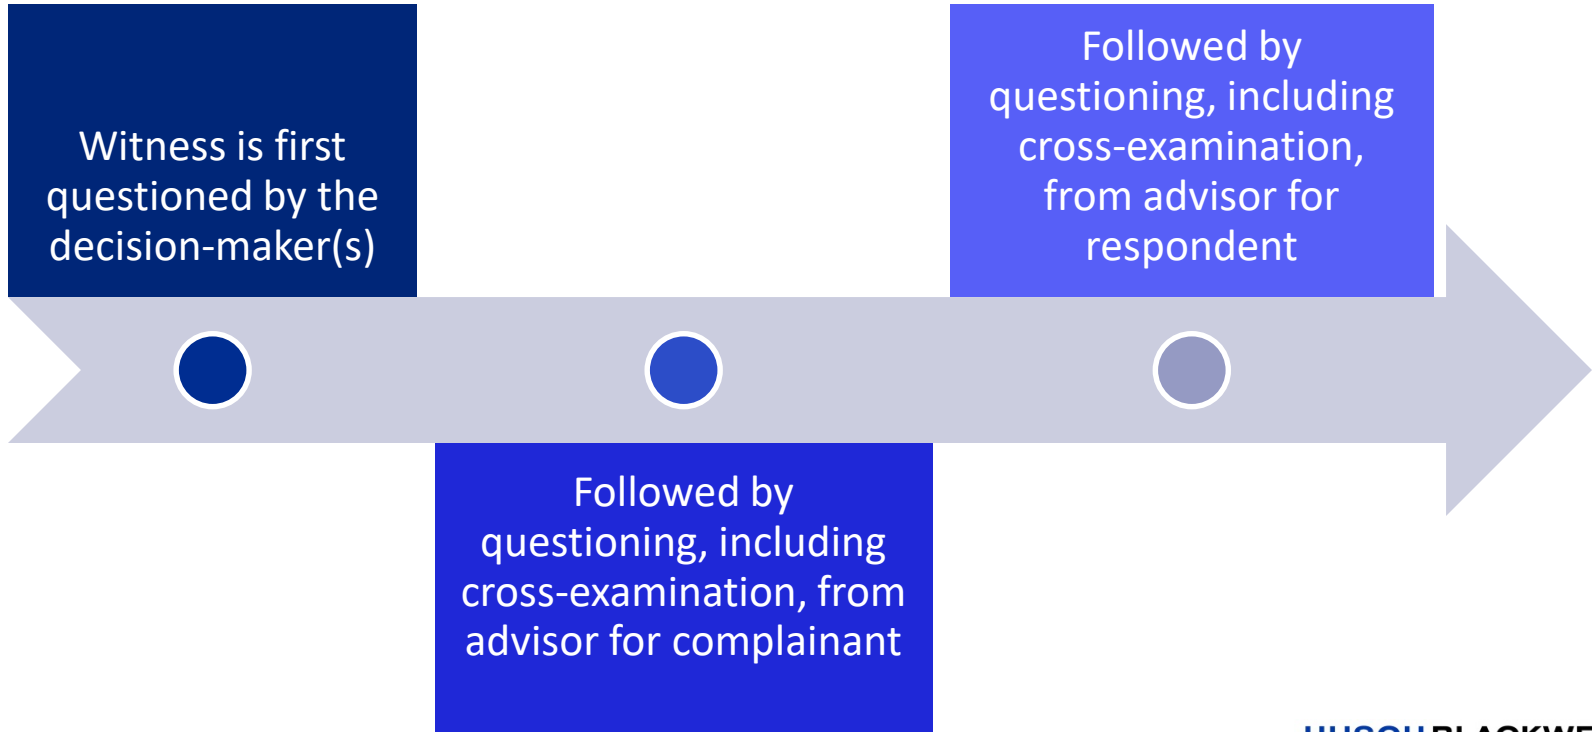 Witness is first
questioned by the
decision-maker(s)
Followed by
questioning, including
cross-examination, from
advisor for complainant
Followed by
questioning, including
cross-examination,
from advisor for
respondent